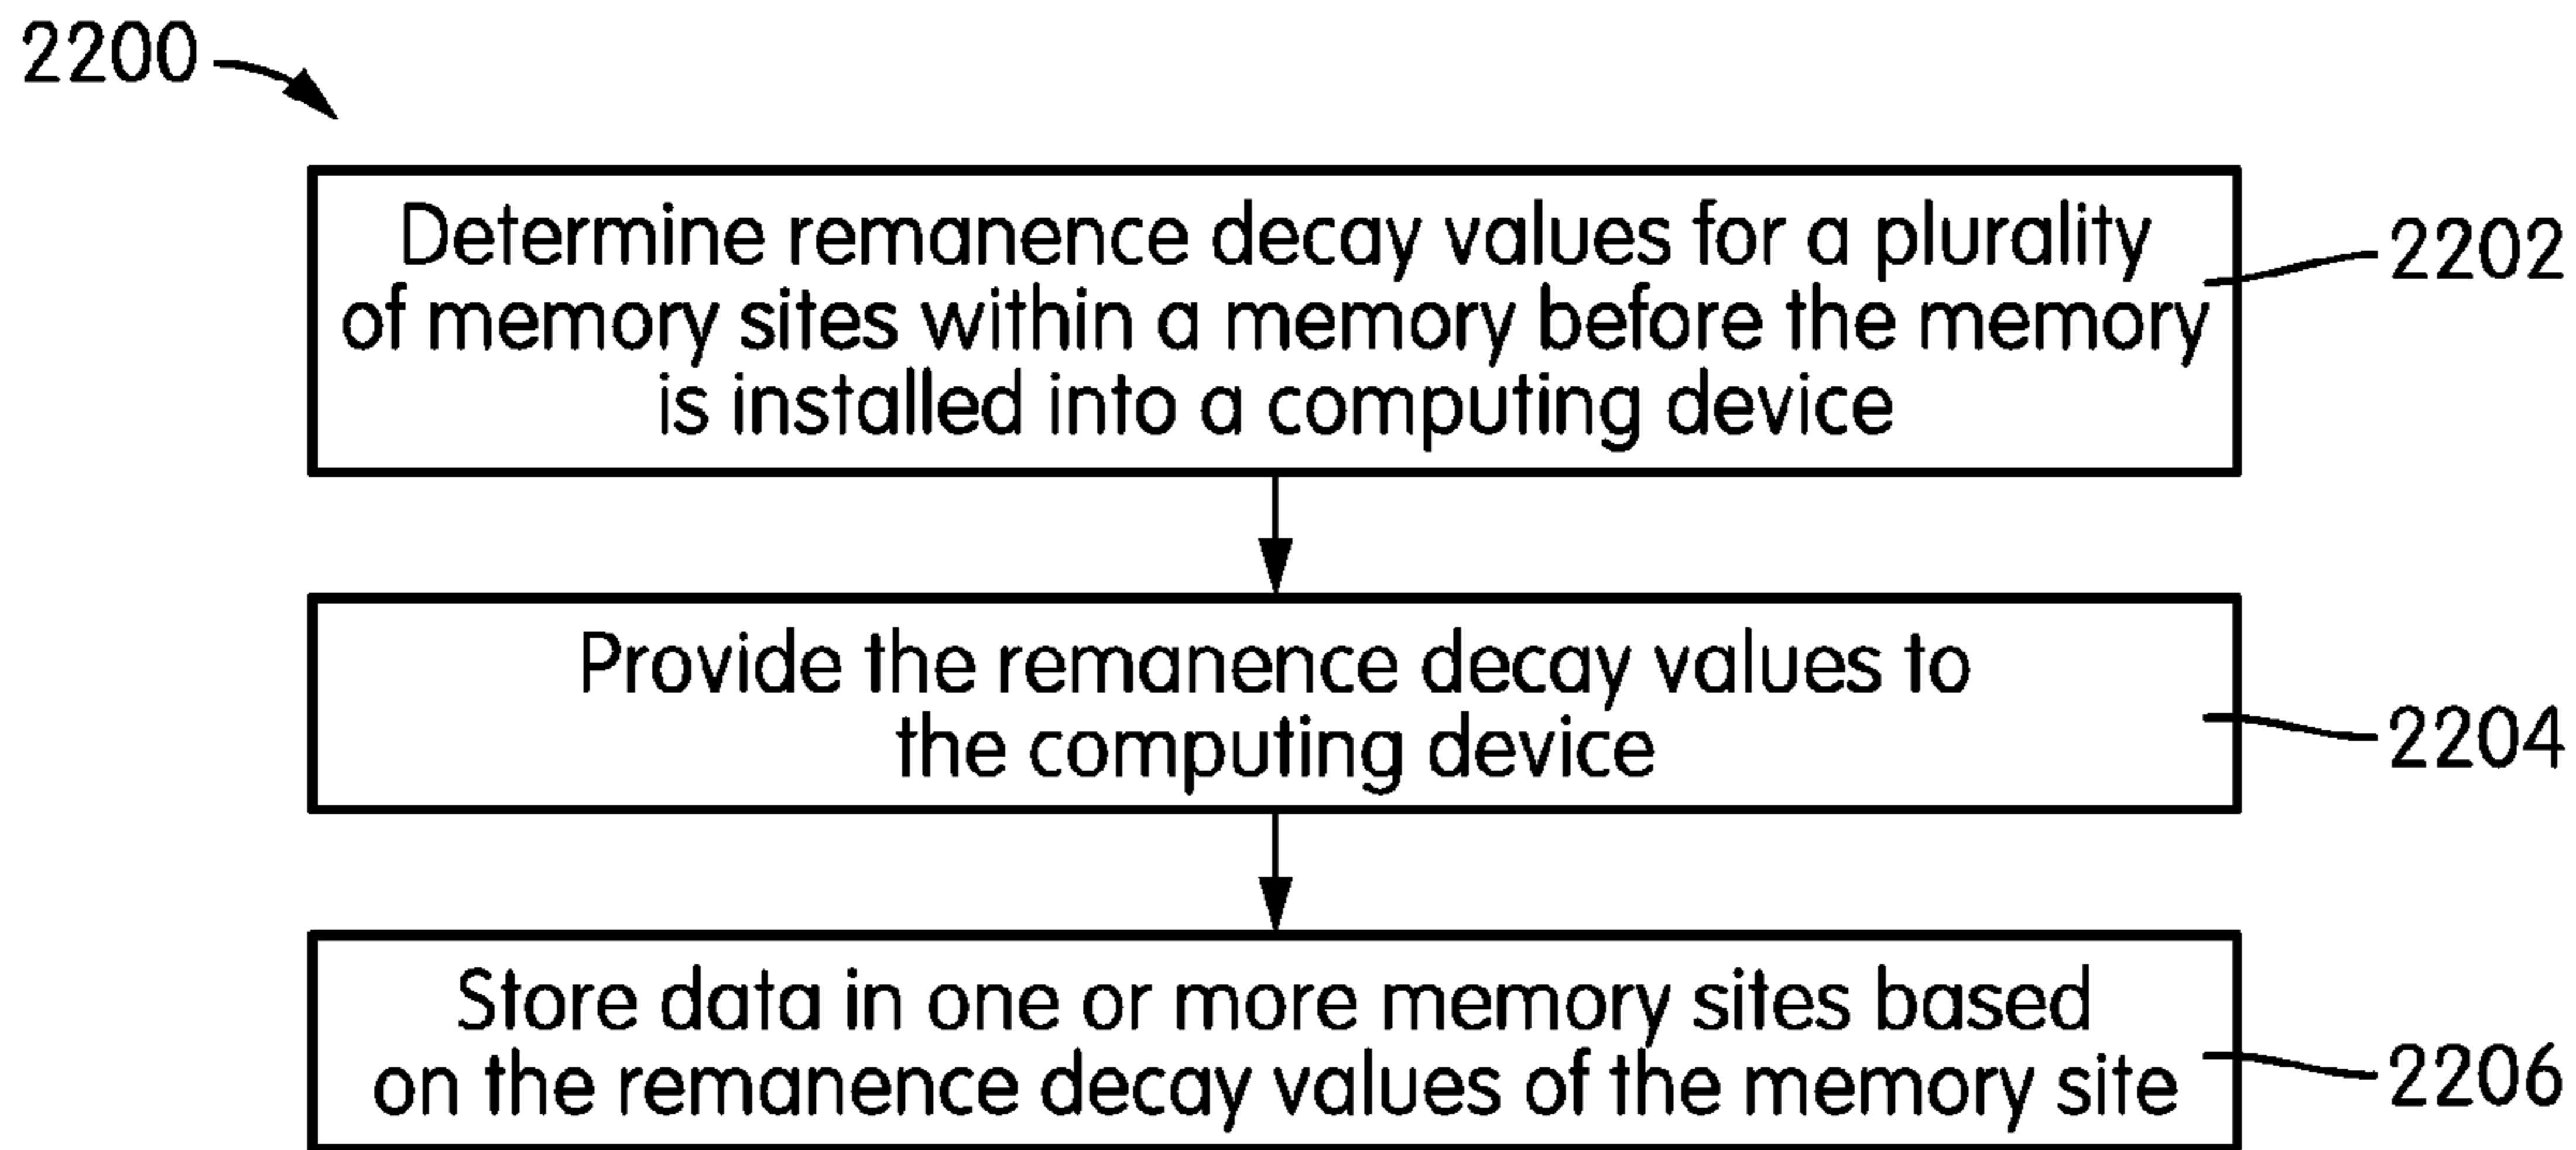 2200
Determine remanence decay values for a plurality
of memory sites within a memory before the memory
is installed into a computing device
2202
Provide the remanence decay values to
the computing device
2204
Store data in one or more memory sites based
on the remanence decay values of the memory site
2206